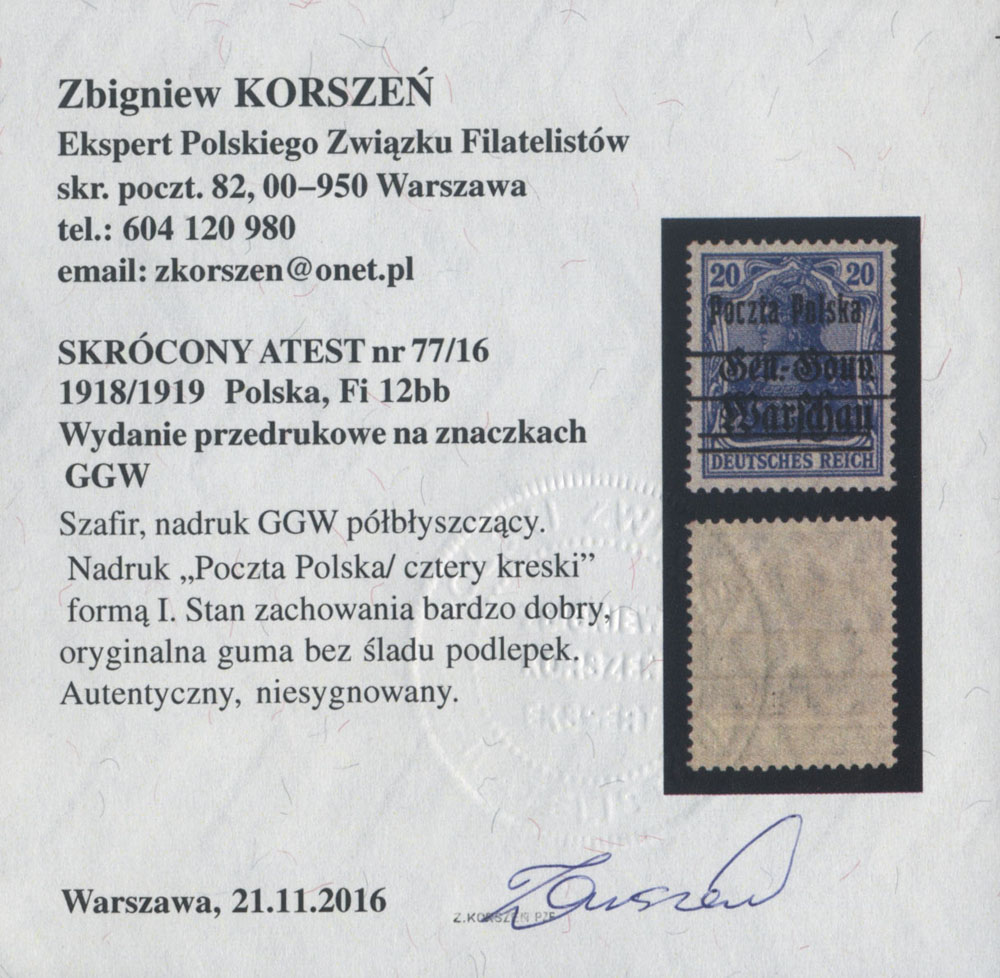 Zbigniew KORSZEŃ
Ekspert Polskiego Związku Filatelistów
skr. poczt. 82, 00–950 Warszawa
tel.: 604 120 980
email: zkorszen@onet.pl
SKRÓCONY ATEST nr 77/16
1918/1919 Polska, Fi 12bb
Wydanie przedrukowe na znaczkach
GGW
Szafir, nadruk GGW półbłyszczący.
Nadruk „Poczta Polska/ cztery kreski”
formą I. Stan zachowania bardzo dobry,
oryginalna guma bez śladu podlepek.
Autentyczny, niesygnowany.
20 20
Poczta Polska
Gen.-Gouv.
Warschau
DEUTSCHES REICH
Warszawa, 21.11.2016
Z.KORSZEŃ PZF